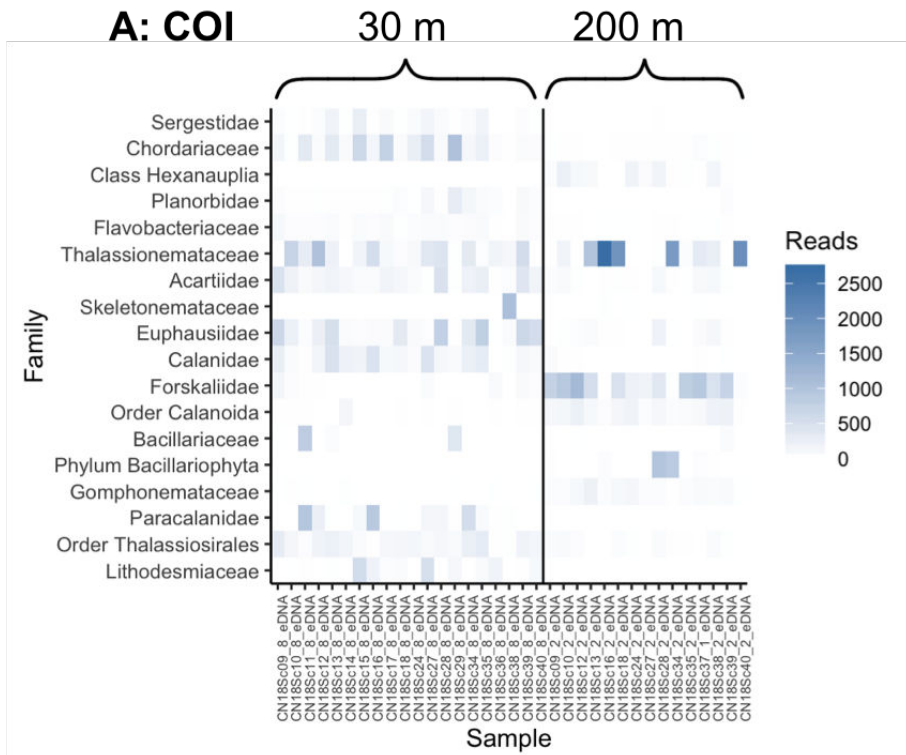 A: COI 30 m 200 m
Sergestidae
Chordariaceae
Class Hexanauplia
Planorbidae
Flavobacteriaceae
Thalassionemataceae
Acartiidae
Skeletonemataceae
Euphausiidae
Calanidae
Forskaliidae
Order Calanoida
Bacillariaceae
Phylum Bacillariophyta
Gomphonemataceae
Paracalanidae
Order Thalassiosirales
Lithodesmiaceae
Family
Reads
2500
2000
1500
1000
500
0
CN18Sc09_8_eDNA
CN18Sc10_8_eDNA
CN18Sc11_8_eDNA
CN18Sc12_8_eDNA
CN18Sc13_8_eDNA
CN18Sc14_8_eDNA
CN18Sc15_8_eDNA
CN18Sc16_8_eDNA
CN18Sc17_8_eDNA
CN18Sc18_8_eDNA
CN18Sc24_8_eDNA
CN18Sc27_8_eDNA
CN18Sc28_8_eDNA
CN18Sc29_8_eDNA
CN18Sc34_8_eDNA
CN18Sc35_8_eDNA
CN18Sc36_8_eDNA
CN18Sc38_8_eDNA
CN18Sc39_8_eDNA
CN18Sc40_8_eDNA
CN18Sc09_2_eDNA
CN18Sc10_2_eDNA
CN18Sc12_2_eDNA
CN18Sc13_2_eDNA
CN18Sc16_2_eDNA
CN18Sc18_2_eDNA
CN18Sc24_2_eDNA
CN18Sc27_2_eDNA
CN18Sc28_2_eDNA
CN18Sc34_2_eDNA
CN18Sc35_2_eDNA
CN18Sc37_1_eDNA
CN18Sc38_2_eDNA
CN18Sc39_2_eDNA
CN18Sc40_2_eDNA
Sample